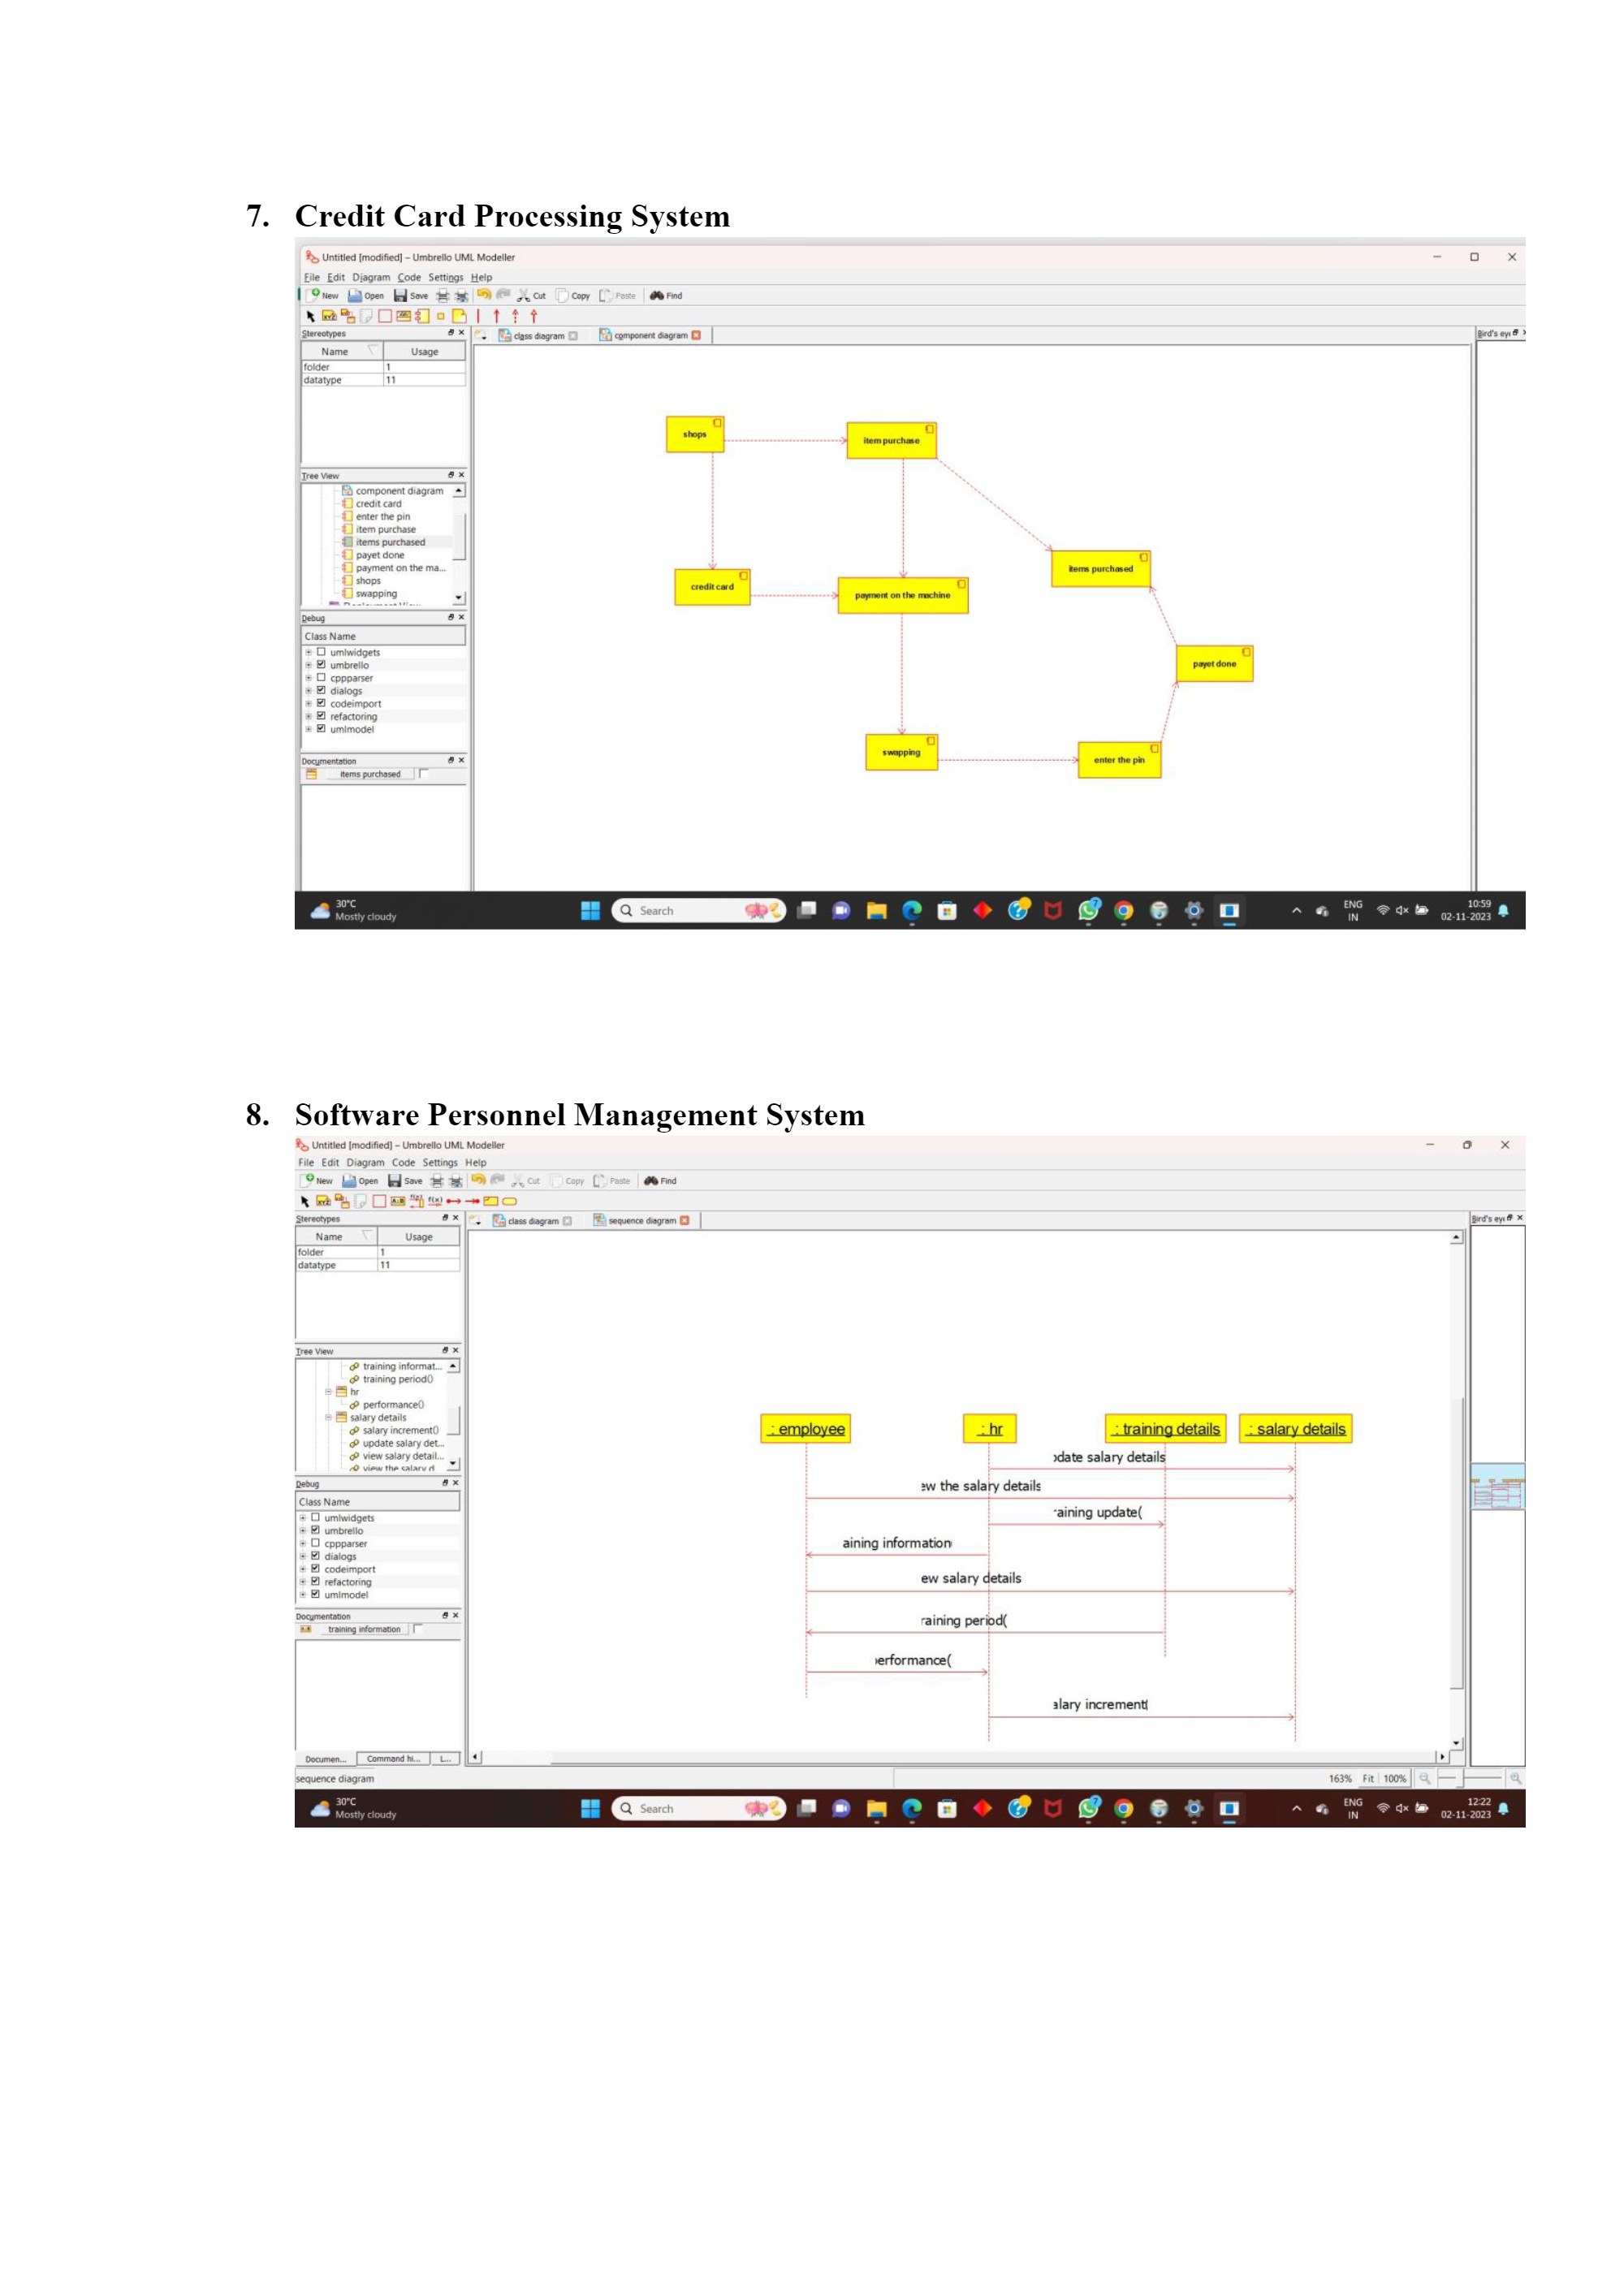 7. Credit Card Processing System
Untitled [modified] – Umbrello UML Modeller
File Edit Diagram Code Settings Help
New Open Save Cut Copy Paste Find
Stereotypes
class diagram component diagram
Bird's eye
Name Usage
folder 1
datatype 11
Tree View
component diagram
credit card
enter the pin
item purchase
items purchased
payet done
payment on the ma...
shops
swapping
Debug
Class Name
umlwidgets
umbrello
cppparser
dialogs
codeimport
refactoring
umlmodel
Documentation
items purchased
shops
item purchase
items purchased
credit card
payment on the machine
payet done
swapping
enter the pin
30°C
Mostly cloudy
Search
7
ENG
IN
10:59
02-11-2023
8. Software Personnel Management System
Untitled [modified] – Umbrello UML Modeller
File Edit Diagram Code Settings Help
New Open Save Cut Copy Paste Find
Stereotypes
class diagram sequence diagram
Bird's eye
Name Usage
folder 1
datatype 11
Tree View
training informat...
training period()
hr
performance()
salary details
salary increment()
update salary det...
view salary detail...
view the salary d
Debug
Class Name
umlwidgets
umbrello
cppparser
dialogs
codeimport
refactoring
umlmodel
Documentation
training information
: employee
: hr
: training details
: salary details
date salary details
ew the salary details
aining update(
aining information
ew salary details
raining period(
erformance(
alary increment(
Documen... Command hi... L...
sequence diagram
163% Fit 100%
30°C
Mostly cloudy
Search
7
ENG
IN
12:22
02-11-2023